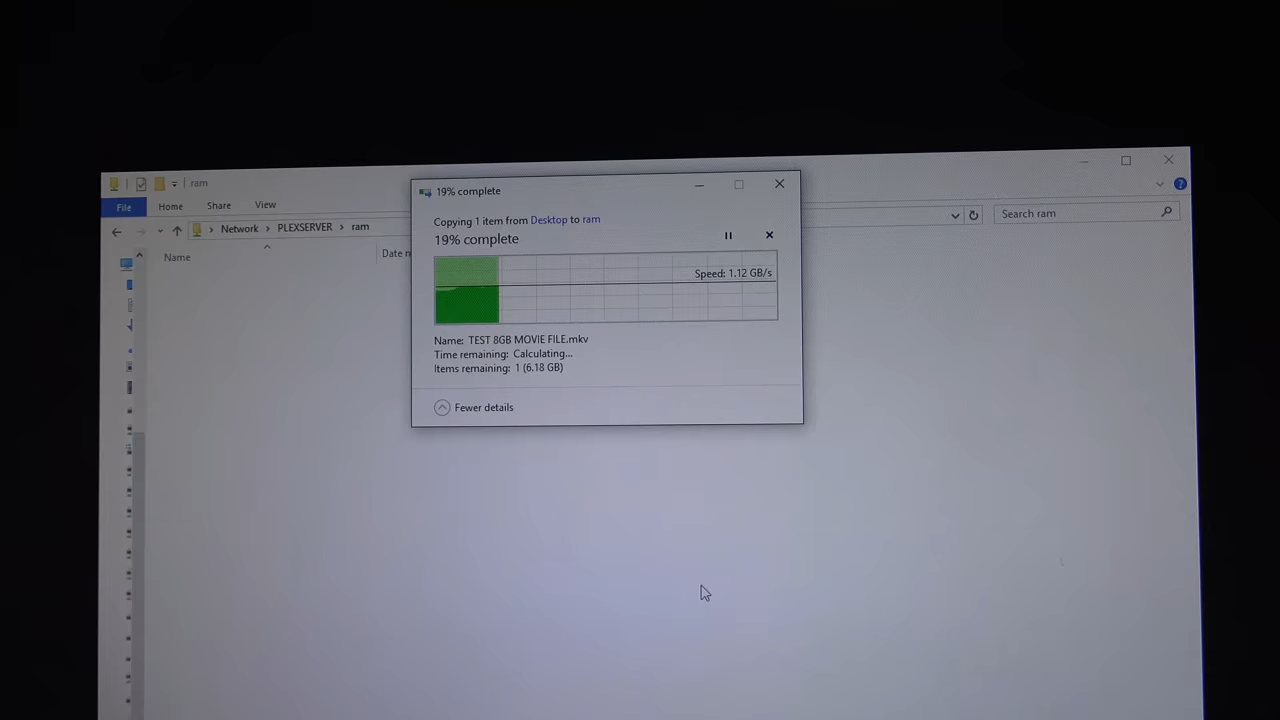 ram
19% complete
File
Home
Share
View
Copying 1 item from Desktop to ram
19% complete
Network
PLEXSERVER
ram
Search ram
Name
Date
Speed: 1.12 GB/s
Name: TEST 8GB MOVIE FILE.mkv
Time remaining: Calculating...
Items remaining: 1 (6.18 GB)
Fewer details